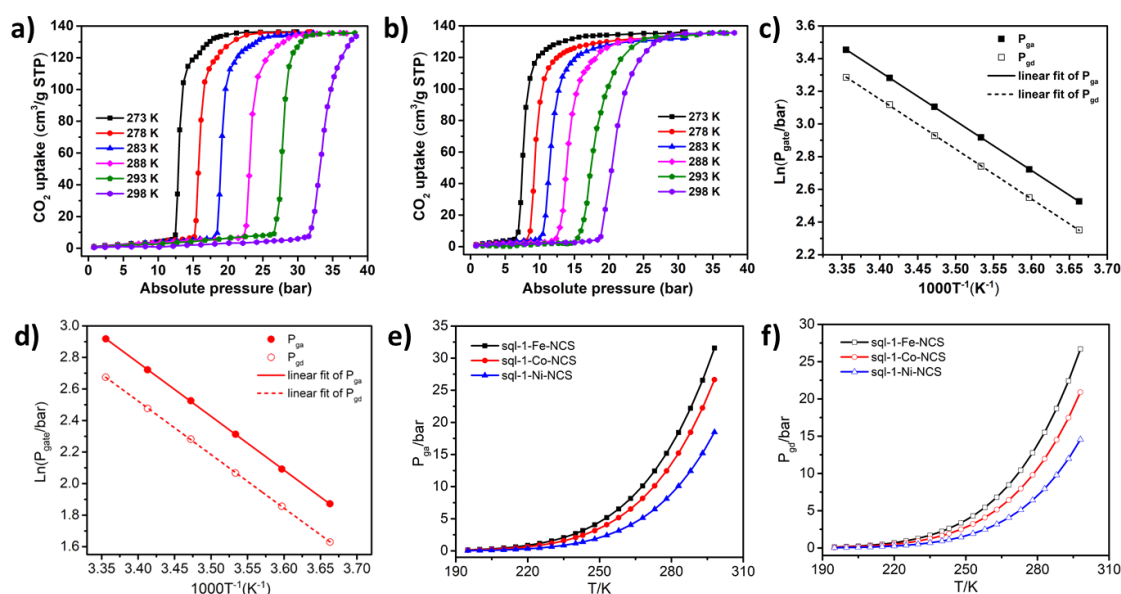 a)
CO2 uptake (cm3/g STP)
140
120
100
80
60
40
20
0
273 K
278 K
283 K
288 K
293 K
298 K
0 5 10 15 20 25 30 35 40
Absolute pressure (bar)
b)
CO2 uptake (cm3/g STP)
140
120
100
80
60
40
20
0
273 K
278 K
283 K
288 K
293 K
298 K
0 5 10 15 20 25 30 35 40
Absolute pressure (bar)
c)
Ln(Pgate/bar)
3.8
3.6
3.4
3.2
3.0
2.8
2.6
2.4
2.2
Pga
Pgd
linear fit of Pga
linear fit of Pgd
3.35 3.40 3.45 3.50 3.55 3.60 3.65 3.70
1000T-1(K-1)
d)
Ln(Pgate/bar)
3.0
2.8
2.6
2.4
2.2
2.0
1.8
1.6
Pga
Pgd
linear fit of Pga
linear fit of Pgd
3.35 3.40 3.45 3.50 3.55 3.60 3.65 3.70
1000T-1(K-1)
e)
Pga/bar
35
30
25
20
15
10
5
0
sql-1-Fe-NCS
sql-1-Co-NCS
sql-1-Ni-NCS
190 210 230 250 270 290 310
T/K
f)
Pgd/bar
30
25
20
15
10
5
0
sql-1-Fe-NCS
sql-1-Co-NCS
sql-1-Ni-NCS
190 210 230 250 270 290 310
T/K